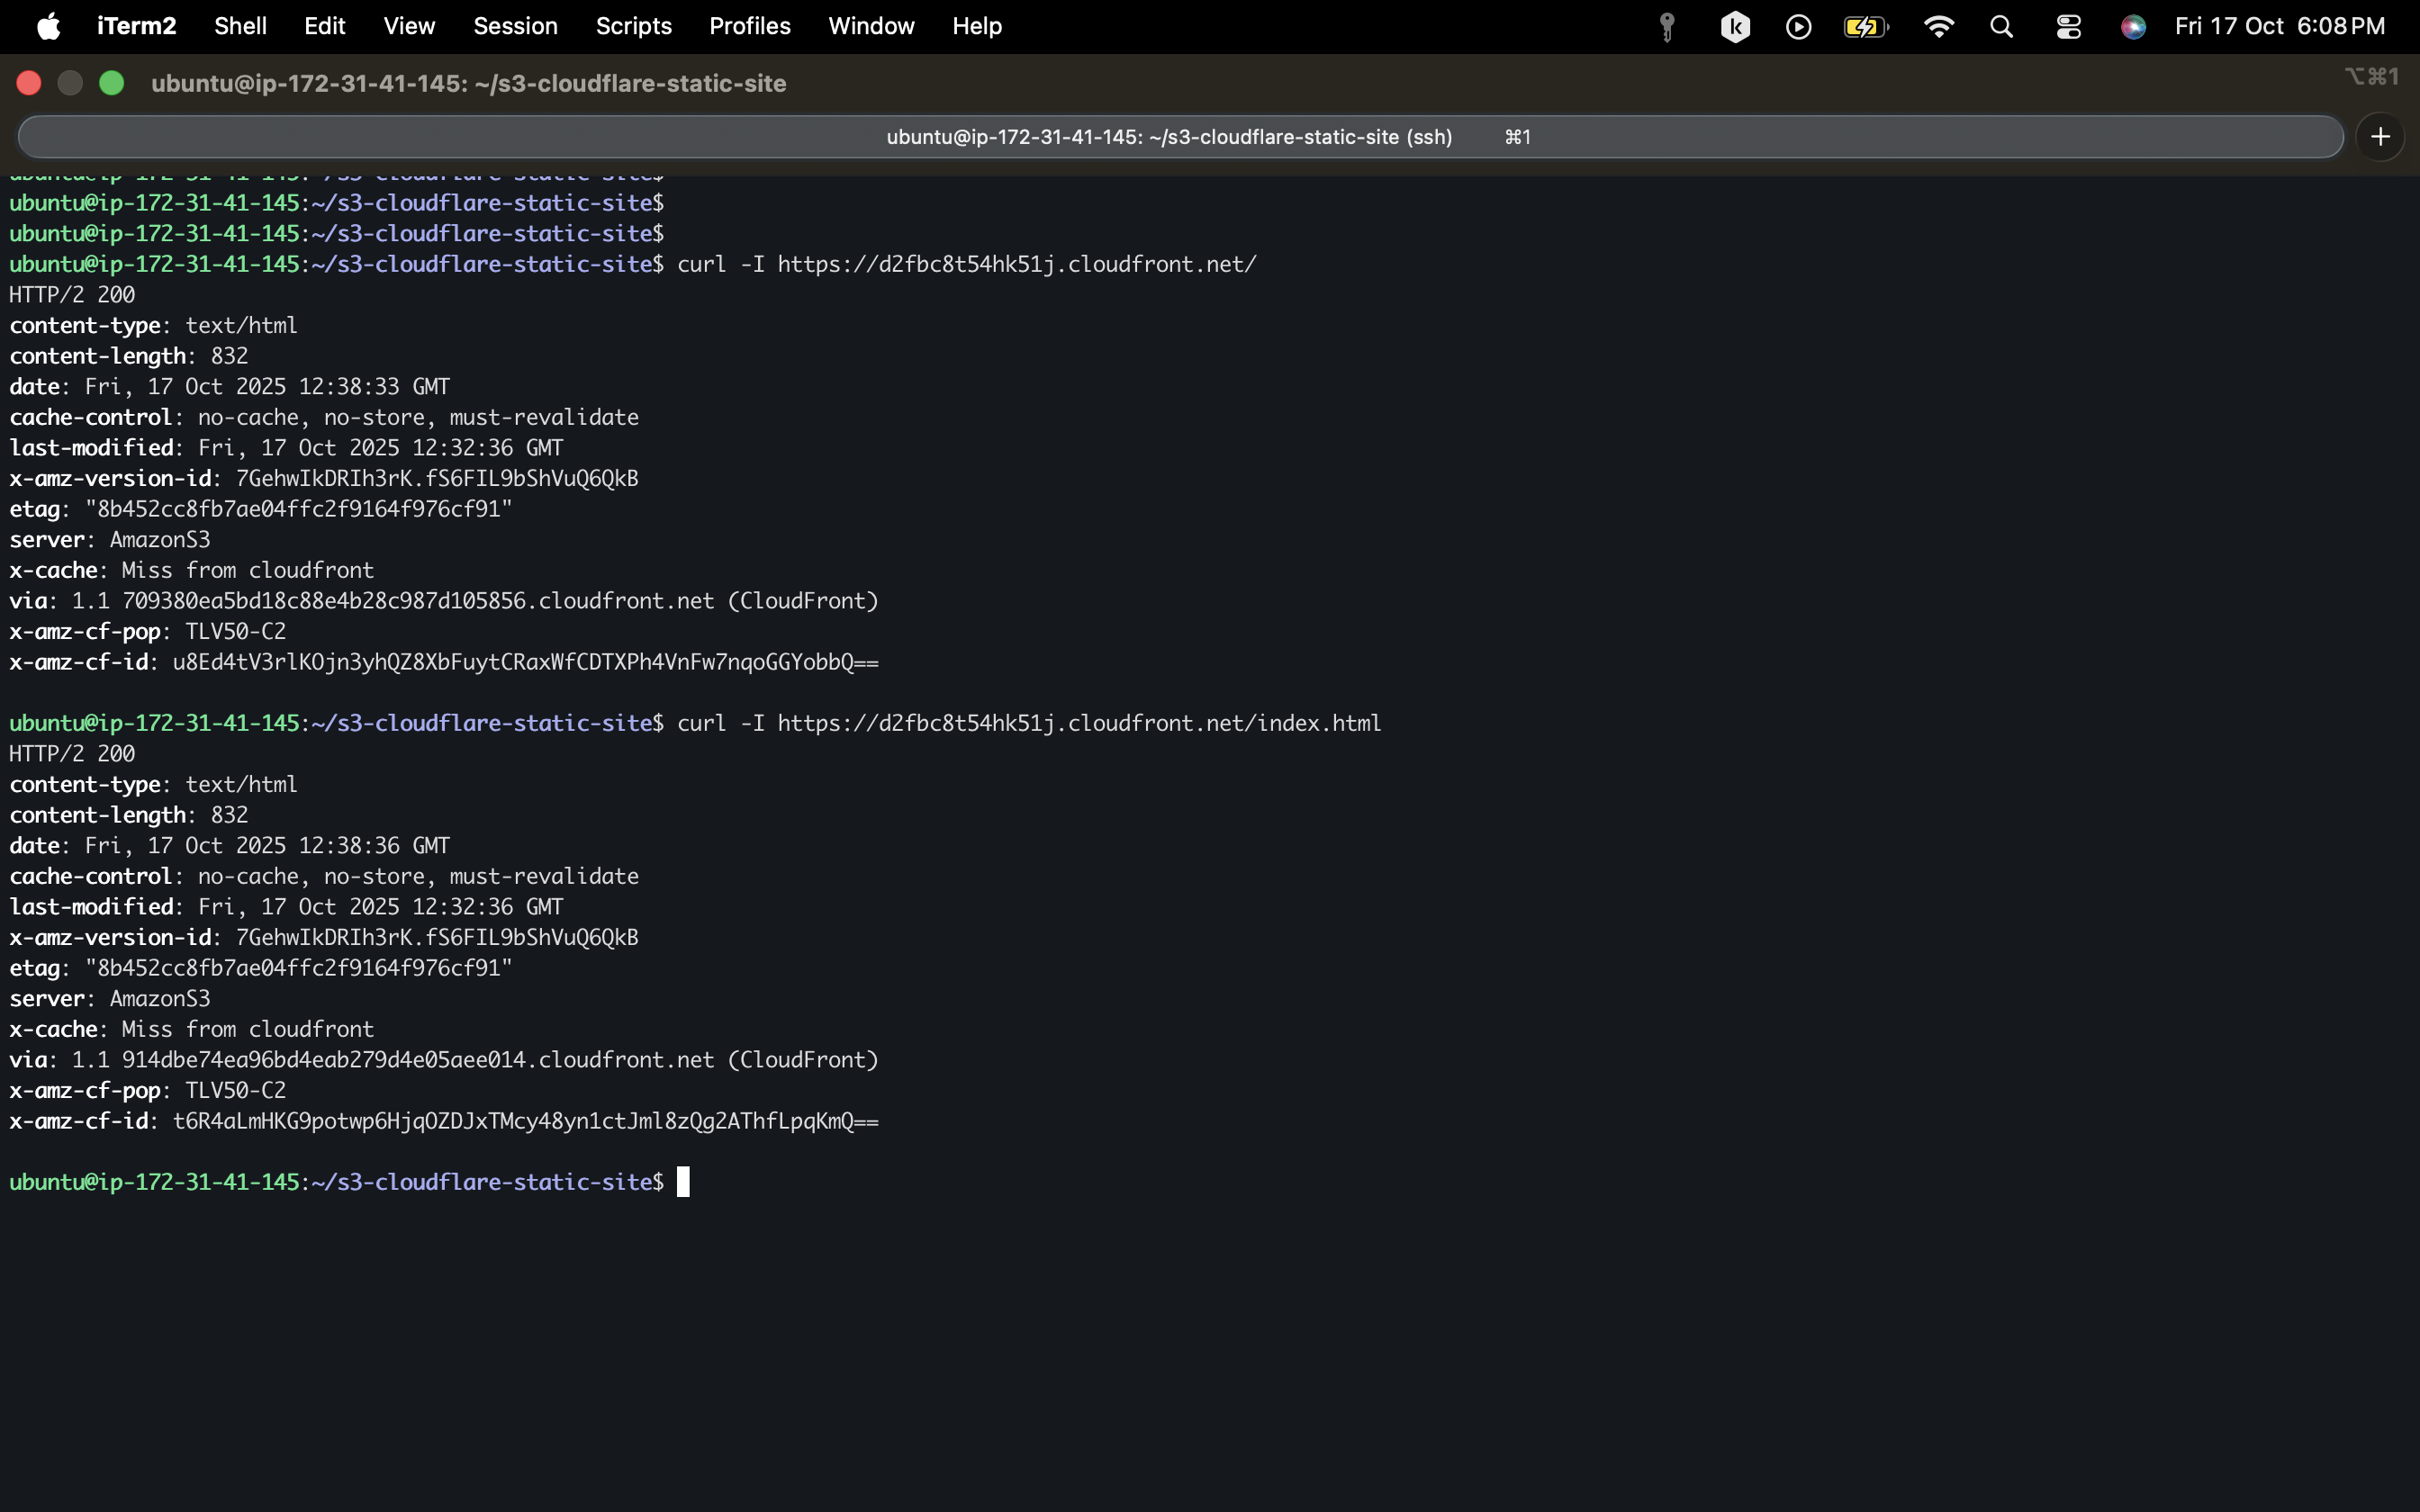 iTerm2 Shell Edit View Session Scripts Profiles Window Help Fri 17 Oct 6:08 PM
ubuntu@ip-172-31-41-145: ~/s3-cloudflare-static-site ⌥⌘1
ubuntu@ip-172-31-41-145: ~/s3-cloudflare-static-site (ssh) ⌘1
ubuntu@ip-172-31-41-145:~/s3-cloudflare-static-site$
ubuntu@ip-172-31-41-145:~/s3-cloudflare-static-site$
ubuntu@ip-172-31-41-145:~/s3-cloudflare-static-site$
ubuntu@ip-172-31-41-145:~/s3-cloudflare-static-site$ curl -I https://d2fbc8t54hk51j.cloudfront.net/
HTTP/2 200
content-type: text/html
content-length: 832
date: Fri, 17 Oct 2025 12:38:33 GMT
cache-control: no-cache, no-store, must-revalidate
last-modified: Fri, 17 Oct 2025 12:32:36 GMT
x-amz-version-id: 7GehwIkDRIh3rK.fS6FIL9bShVuQ6QkB
etag: "8b452cc8fb7ae04ffc2f9164f976cf91"
server: AmazonS3
x-cache: Miss from cloudfront
via: 1.1 709380ea5bd18c88e4b28c987d105856.cloudfront.net (CloudFront)
x-amz-cf-pop: TLV50-C2
x-amz-cf-id: u8Ed4tV3rlKOjn3yhQZ8XbFuytCRaxWfCDTXPh4VnFw7nqoGGYobbQ==
ubuntu@ip-172-31-41-145:~/s3-cloudflare-static-site$ curl -I https://d2fbc8t54hk51j.cloudfront.net/index.html
HTTP/2 200
content-type: text/html
content-length: 832
date: Fri, 17 Oct 2025 12:38:36 GMT
cache-control: no-cache, no-store, must-revalidate
last-modified: Fri, 17 Oct 2025 12:32:36 GMT
x-amz-version-id: 7GehwIkDRIh3rK.fS6FIL9bShVuQ6QkB
etag: "8b452cc8fb7ae04ffc2f9164f976cf91"
server: AmazonS3
x-cache: Miss from cloudfront
via: 1.1 914dbe74ea96bd4eab279d4e05aee014.cloudfront.net (CloudFront)
x-amz-cf-pop: TLV50-C2
x-amz-cf-id: t6R4aLmHKG9potwp6HjqOZDJxTMcy48yn1ctJml8zQg2AThfLpqKmQ==
ubuntu@ip-172-31-41-145:~/s3-cloudflare-static-site$